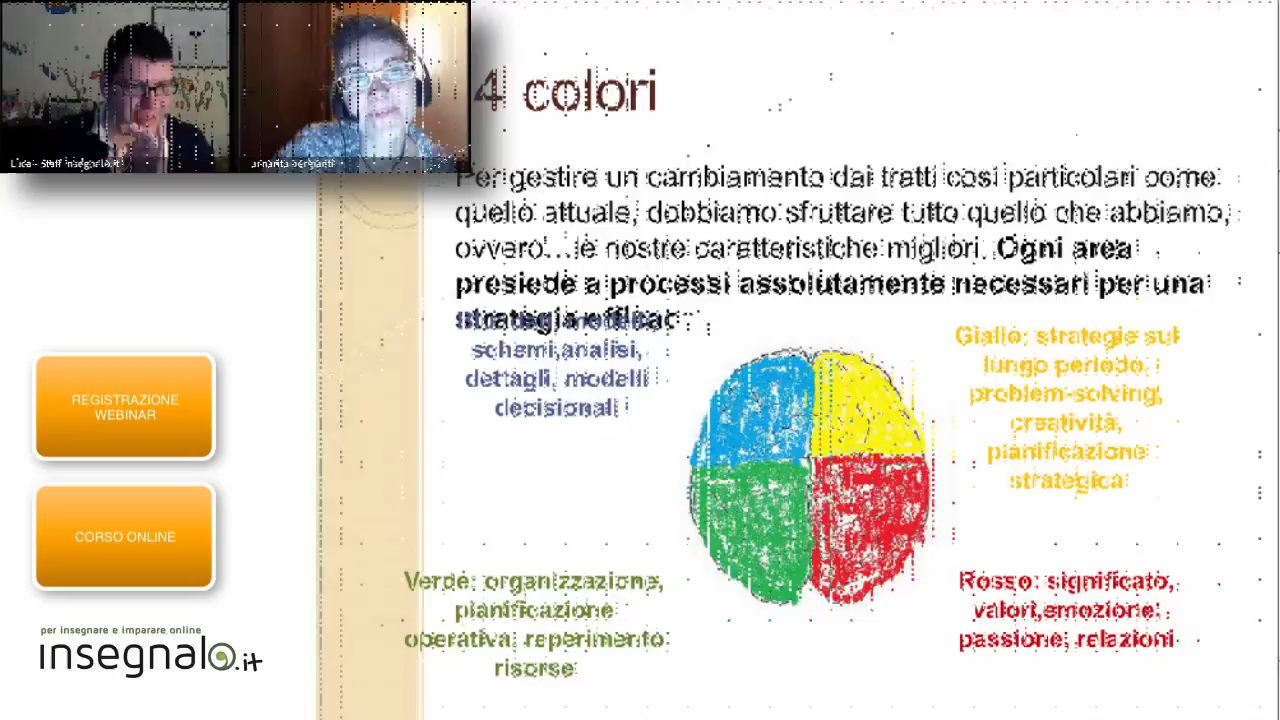 4 colori
Per gestire un cambiamento dai tratti così particolari come
quello attuale, dobbiamo sfruttare tutto quello che abbiamo,
ovvero…le nostre caratteristiche migliori. Ogni area
presiede a processi assolutamente necessari per una
strategia
schemi,analisi,
dettagli, modelli
decisionali
Giallo: strategie sul
lungo periodo,
problem-solving,
creatività,
pianificazione
strategica
Verde: organizzazione,
pianificazione
operativa, reperimento
risorse
Rosso: significato,
valori,emozione,
passione, relazioni
REGISTRAZIONE
WEBINAR
CORSO ONLINE
per insegnare e imparare online
insegnalo.it
Luca - Staff Insegnalo.it